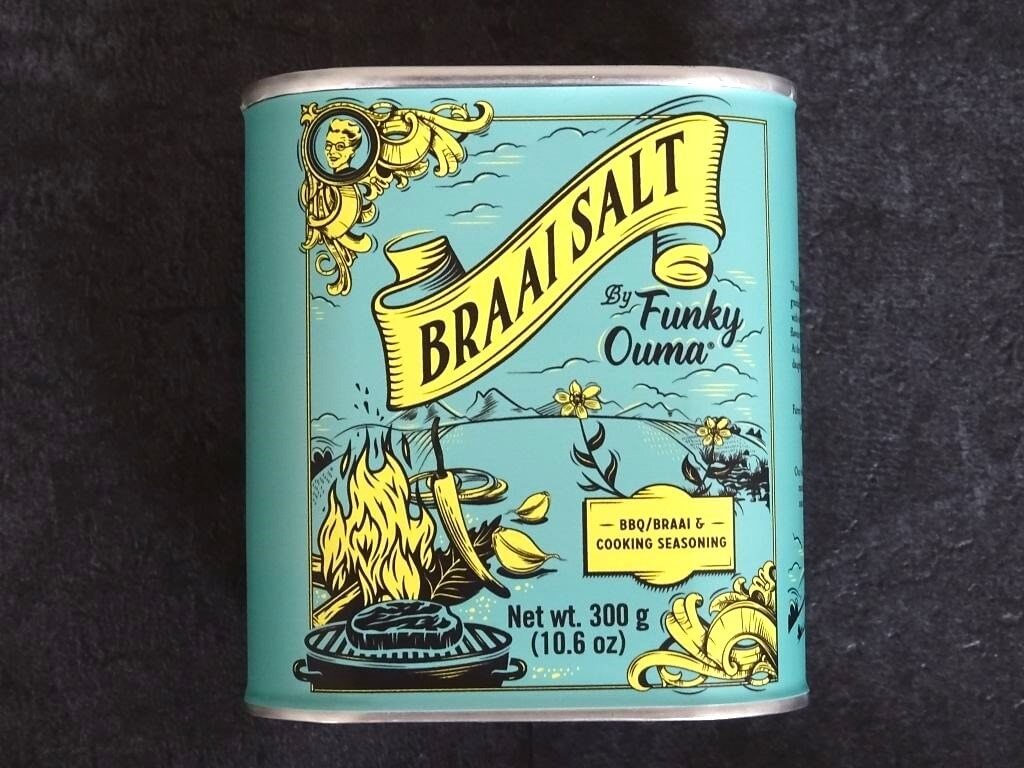 BRAAI SALT
By Funky
Ouma®
— BBQ/BRAAI & —
COOKING SEASONING
Net wt. 300 g
(10.6 oz)